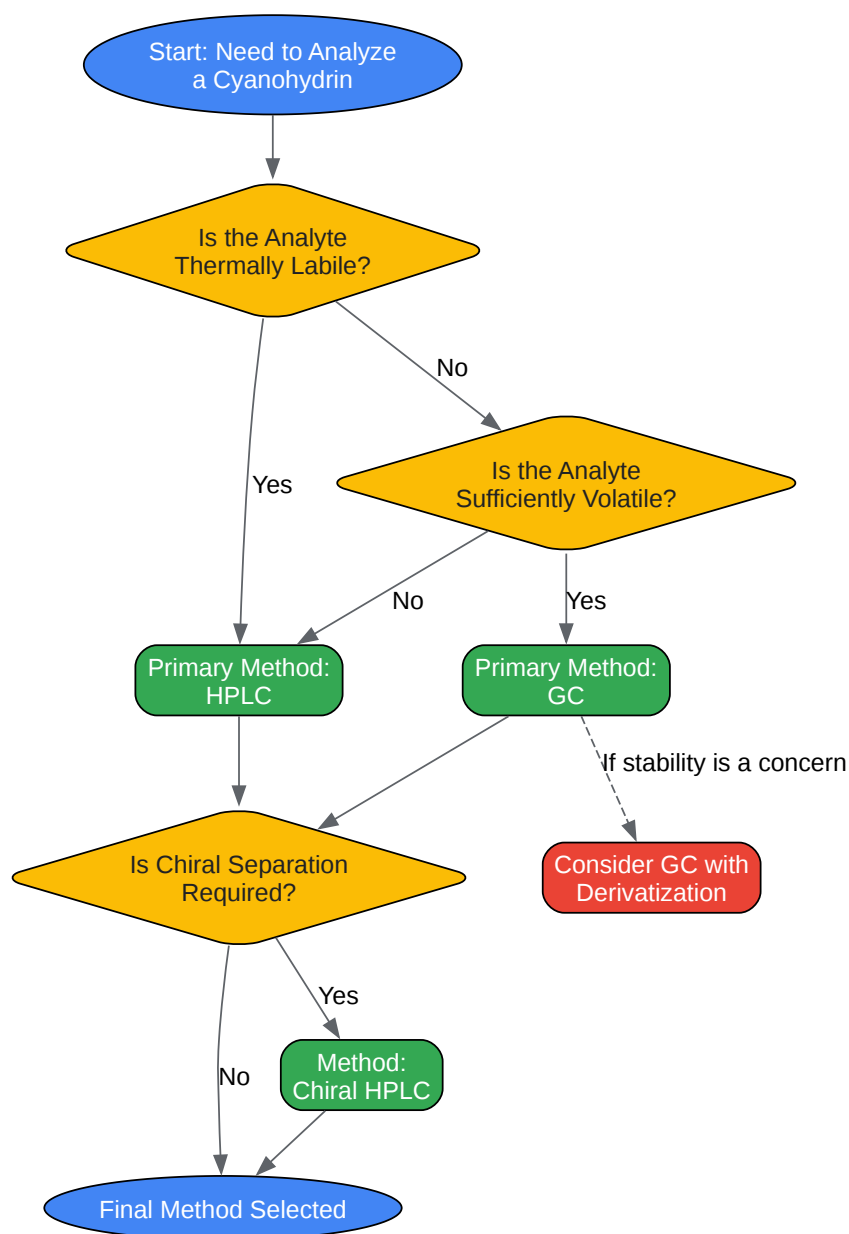 Start: Need to Analyze
a Cyanohydrin
Is the Analyte
Thermally Labile?
No
Is the Analyte
Sufficiently Volatile?
Yes
No
Yes
Primary Method:
HPLC
Primary Method:
GC
If stability is a concern
Is Chiral Separation
Required?
Consider GC with
Derivatization
Yes
No
Method:
Chiral HPLC
Final Method Selected